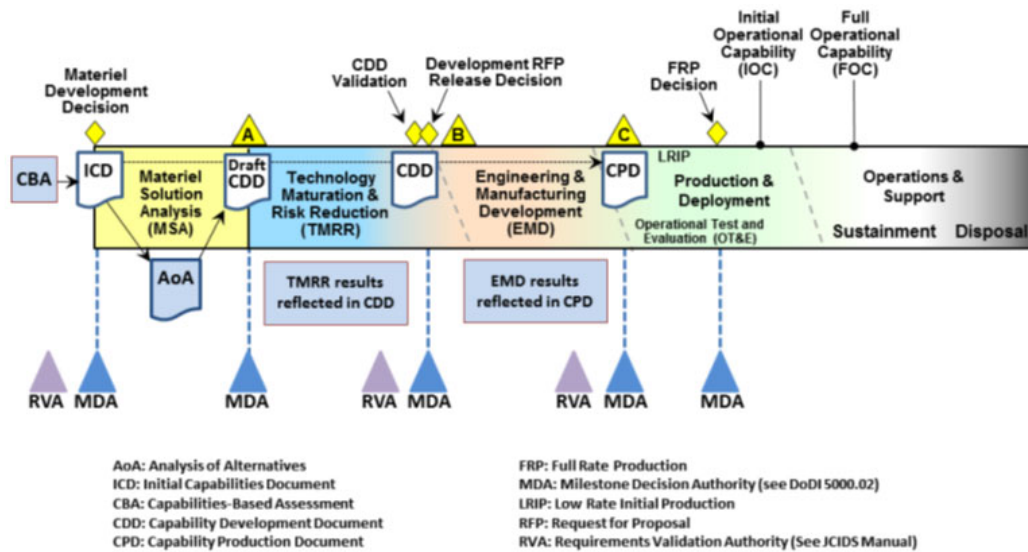 Materiel
Development
Decision
CDD
Validation
Development RFP
Release Decision
FRP
Decision
Initial
Operational
Capability
(IOC)
Full
Operational
Capability
(FOC)
A
B
C
CBA
ICD
Materiel
Solution
Analysis
(MSA)
Draft
CDD
Technology
Maturation &
Risk Reduction
(TMRR)
CDD
Engineering &
Manufacturing
Development
(EMD)
CPD
LRIP
Production &
Deployment
Operational Test and
Evaluation (OT&E)
Operations &
Support
Sustainment
Disposal
AoA
TMRR results
reflected in CDD
EMD results
reflected in CPD
RVA
MDA
MDA
RVA
MDA
RVA
MDA
MDA
AoA: Analysis of Alternatives
ICD: Initial Capabilities Document
CBA: Capabilities-Based Assessment
CDD: Capability Development Document
CPD: Capability Production Document
FRP: Full Rate Production
MDA: Milestone Decision Authority (see DoDI 5000.02)
LRIP: Low Rate Initial Production
RFP: Request for Proposal
RVA: Requirements Validation Authority (See JCIDS Manual)